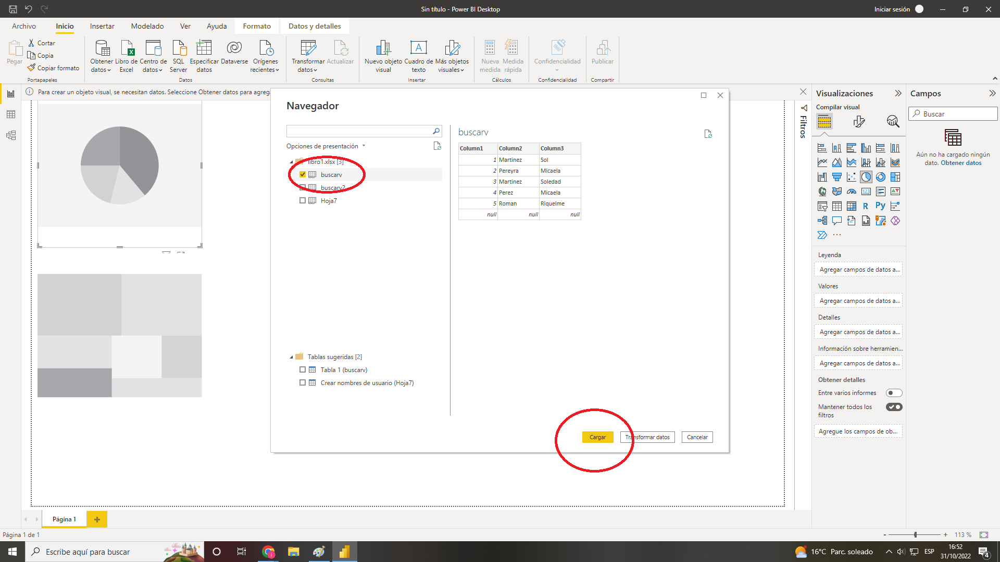 Sin título - Power BI Desktop
Iniciar sesión
Archivo
Inicio
Insertar
Modelado
Ver
Ayuda
Formato
Datos y detalles
Pegar
Cortar
Copia
Copiar formato
Portapapeles
Obtener datos
Libro de Excel
Centro de datos
SQL Server
Especificar datos
Dataverse
Orígenes recientes
Datos
Transformar datos
Actualizar
Consultas
Nuevo objeto visual
Cuadro de texto
Más objetos visuales
Insertar
Nueva medida
Medida rápida
Cálculos
Confidencialidad
Confidencialidad
Publicar
Compartir
Para crear un objeto visual, se necesitan datos. Seleccione Obtener datos para agreg
Navegador
Opciones de presentación
libro1.xlsx [3]
buscarv
buscarv2
Hoja7
Tablas sugeridas [2]
Tabla 1 (buscarv)
Crear nombres de usuario (Hoja7)
buscarv
Column1 Column2 Column3
1 Martinez Sol
2 Pereyra Micaela
3 Martinez Soledad
4 Perez Micaela
5 Roman Riquelme
null null null
Cargar
Transformar datos
Cancelar
Filtros
Visualizaciones
Compilar visual
123
R
Py
Leyenda
Agregar campos de datos a...
Valores
Agregar campos de datos a...
Detalles
Agregar campos de datos a...
Información sobre herramien...
Agregar campos de datos a...
Obtener detalles
Entre varios informes
Mantener todos los
filtros
Agregue los campos de ob...
Campos
Buscar
Aún no ha cargado ningún
dato. Obtener datos
Página 1
Página 1 de 1
- + 113 %
Escribe aquí para buscar
16°C Parc. soleado
ESP
16:52
31/10/2022
4